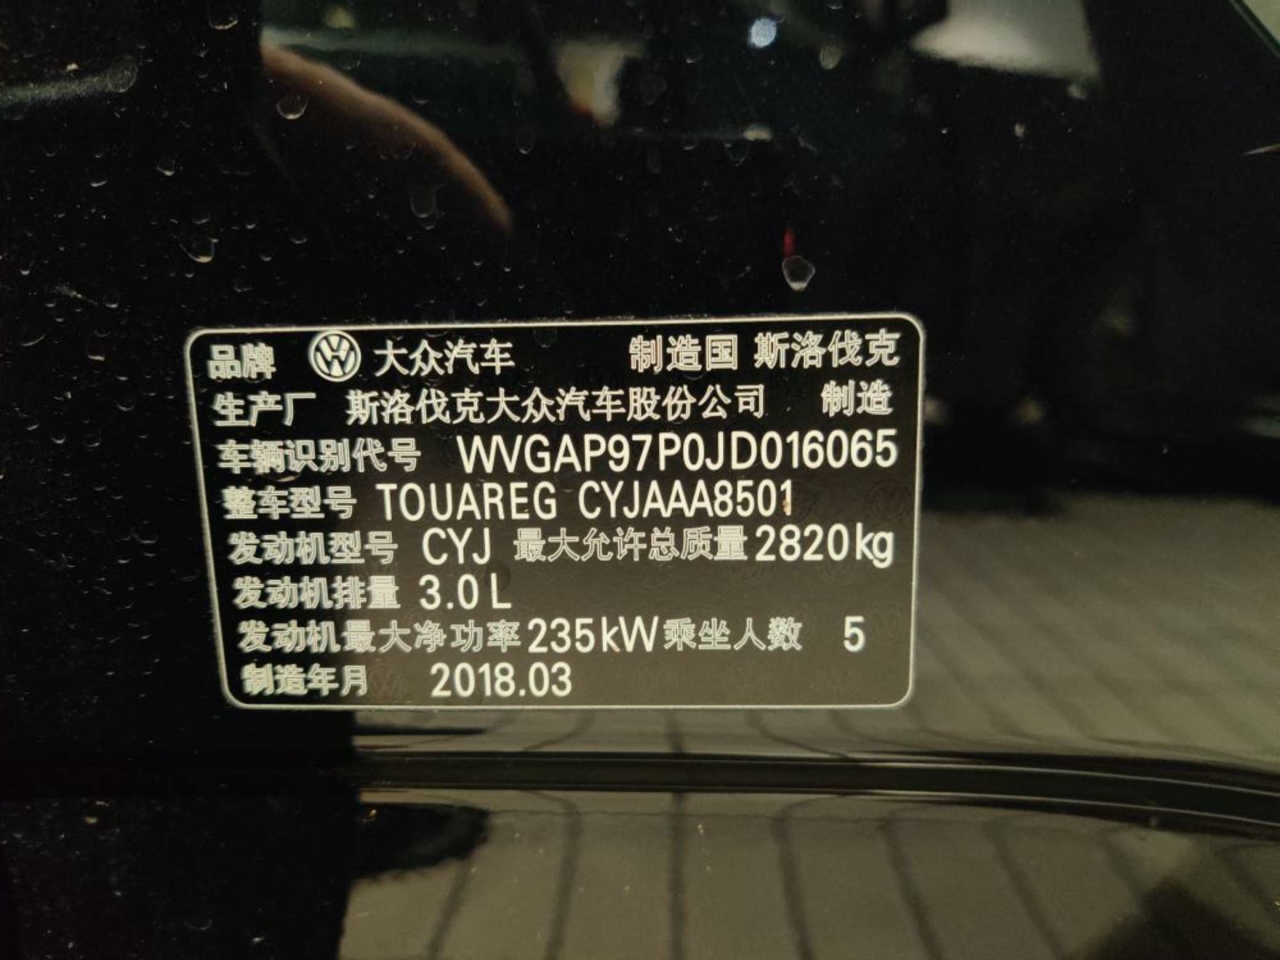 品牌 大众汽车 制造国 斯洛伐克
生产厂 斯洛伐克大众汽车股份公司 制造
车辆识别代号 WVGAP97P0JD016065
整车型号 TOUAREG CYJAAA8501
发动机型号 CYJ 最大允许总质量 2820kg
发动机排量 3.0L
发动机最大净功率 235kW 乘坐人数 5
制造年月 2018.03